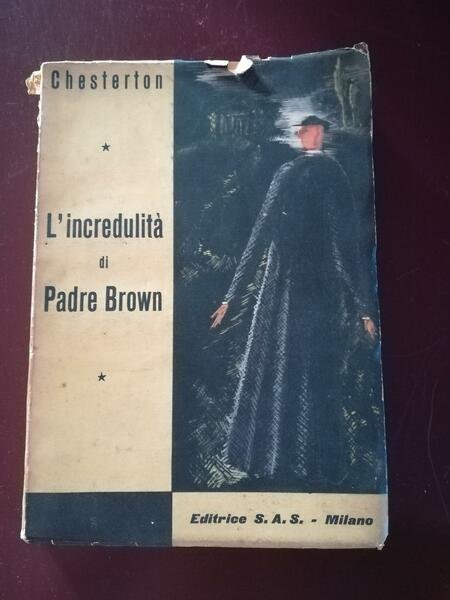 Chesterton
L'incredulità
di
Padre Brown
Editrice S.A.S. - Milano